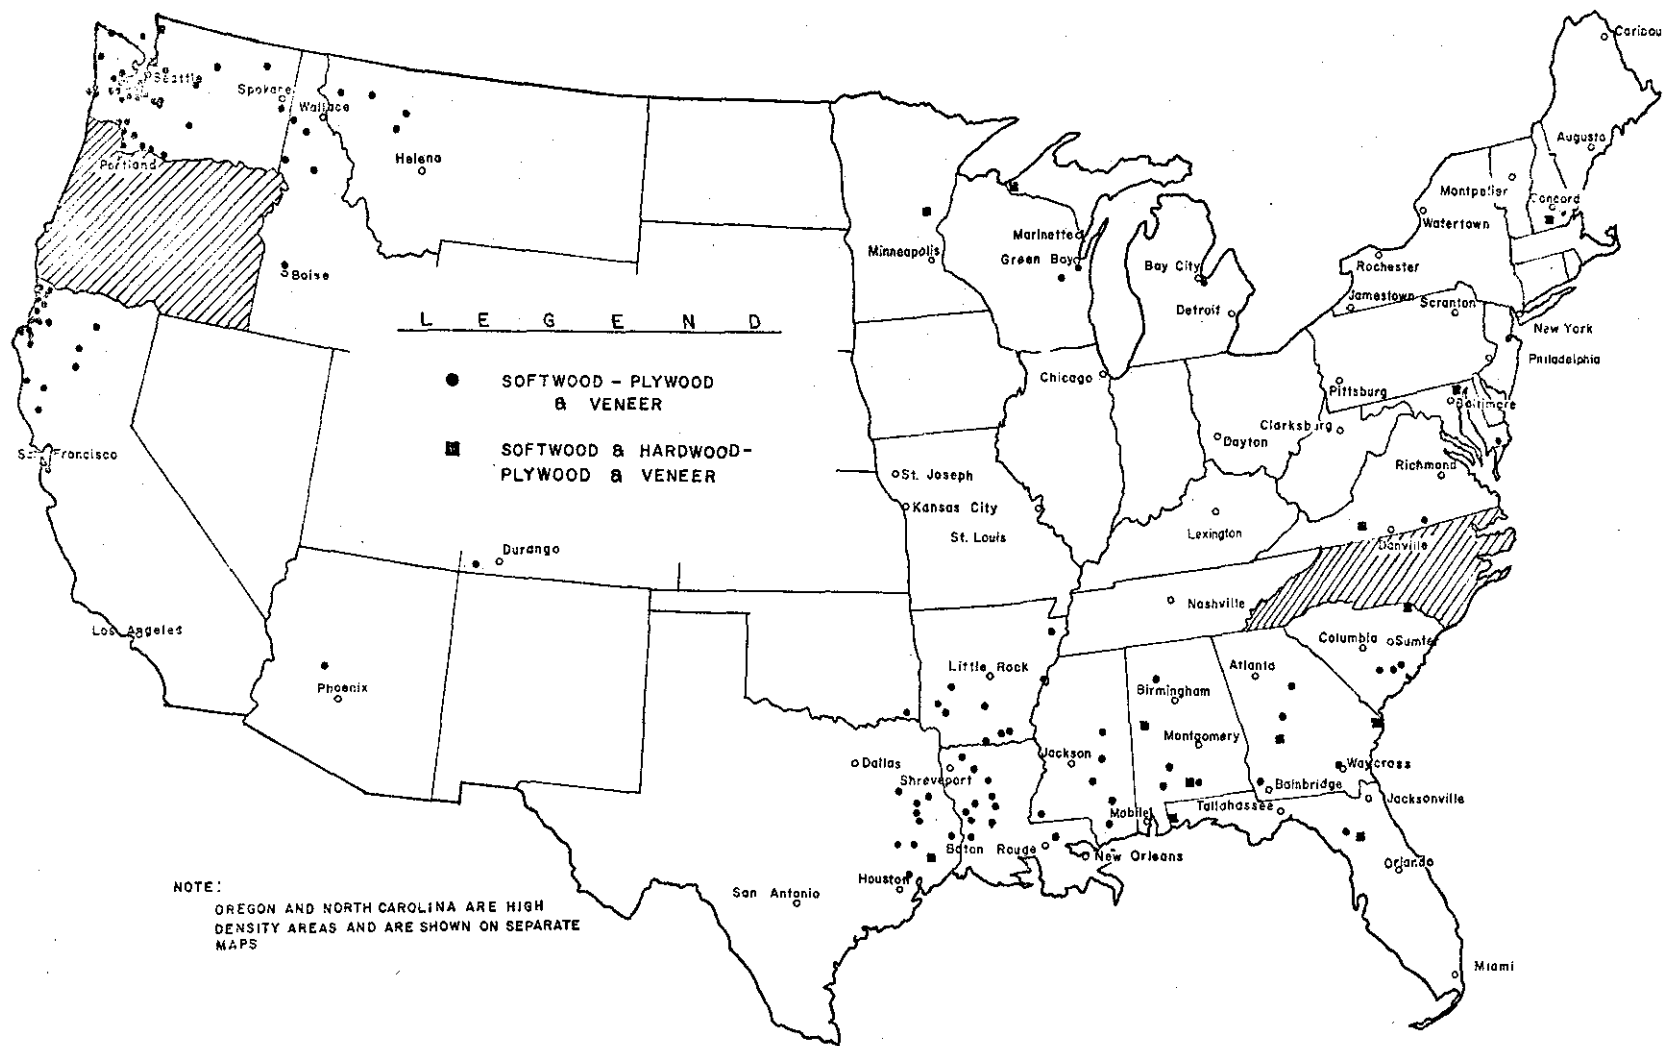 Caribou
Seattle
Spokane
Wallace
Augusta
Portland
Helena
Montpelier
Concord
Watertown
Marinette
Minneapolis
Green Bay
Bay City
Rochester
Boise
Jamestown
Scranton
Detroit
LEGEND
New York
Philadelphia
Chicago
SOFTWOOD - PLYWOOD
& VENEER
Pittsburg
Baltimore
Clarksburg
Dayton
San Francisco
SOFTWOOD & HARDWOOD-
PLYWOOD & VENEER
Richmond
St. Joseph
Kansas City
St. Louis
Lexington
Danville
Durango
Nashville
Los Angeles
Columbia
Sumter
Little Rock
Atlanta
Phoenix
Birmingham
Montgomery
Jackson
Dallas
Shreveport
Waycross
Bainbridge
Jacksonville
Tallahassee
Mobile
Baton Rouge
New Orleans
Orlando
Houston
San Antonio
NOTE:
OREGON AND NORTH CAROLINA ARE HIGH
DENSITY AREAS AND ARE SHOWN ON SEPARATE
MAPS
Miami